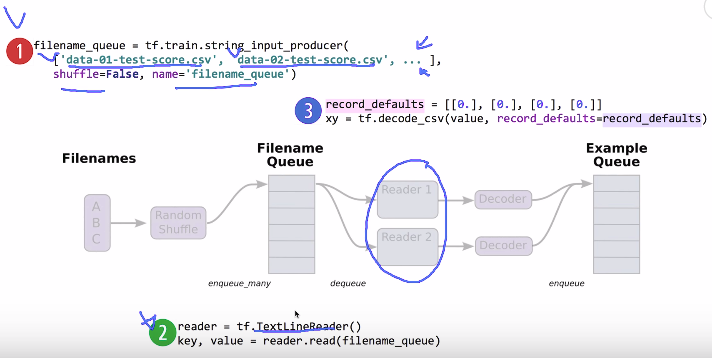 1
filename_queue = tf.train.string_input_producer(
['data-01-test-score.csv', 'data-02-test-score.csv', ... ],
shuffle=False, name='filename_queue')
3
record_defaults = [[0.], [0.], [0.], [0.]]
xy = tf.decode_csv(value, record_defaults=record_defaults)
Filenames
Filename
Queue
Example
Queue
A
B
C
Random
Shuffle
Reader 1
Decoder
Reader 2
Decoder
enqueue_many
dequeue
enqueue
2
reader = tf.TextLineReader()
key, value = reader.read(filename_queue)